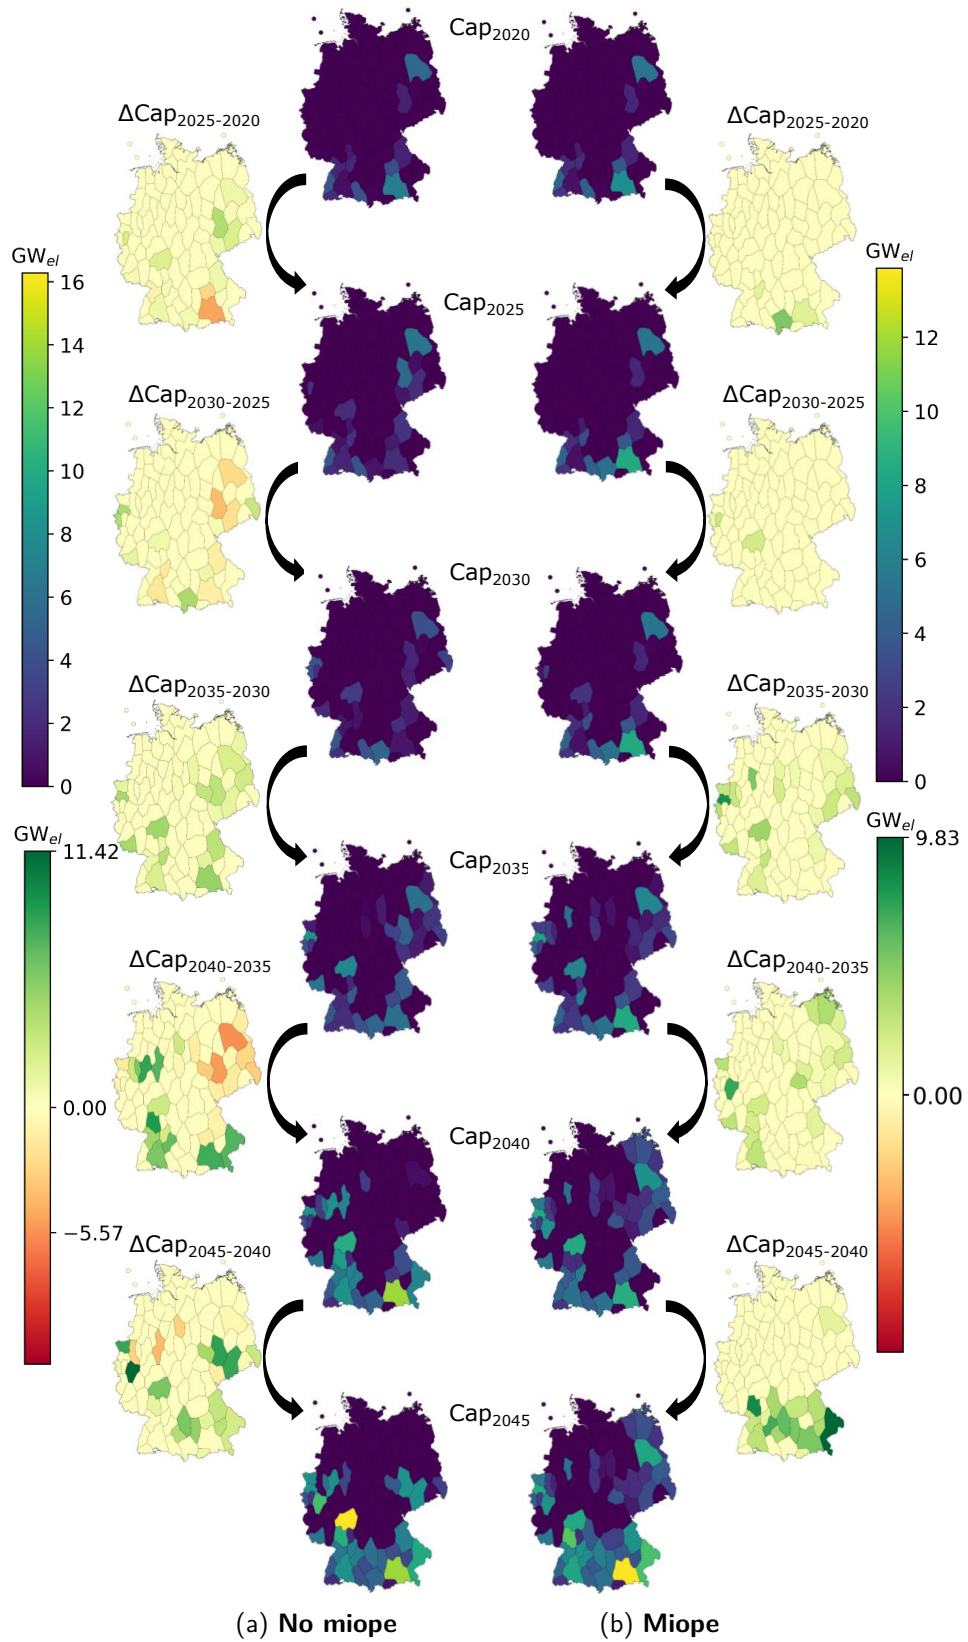 Cap2020
ΔCap2025-2020
ΔCap2025-2020
GWel
16
14
12
10
8
6
4
2
0
GWel
12
10
8
6
4
2
0
Cap2025
ΔCap2030-2025
ΔCap2030-2025
Cap2030
ΔCap2035-2030
ΔCap2035-2030
GWel
11.42
0.00
−5.57
GWel
9.83
0.00
Cap2035
ΔCap2040-2035
ΔCap2040-2035
Cap2040
ΔCap2045-2040
ΔCap2045-2040
Cap2045
(a) No miope
(b) Miope